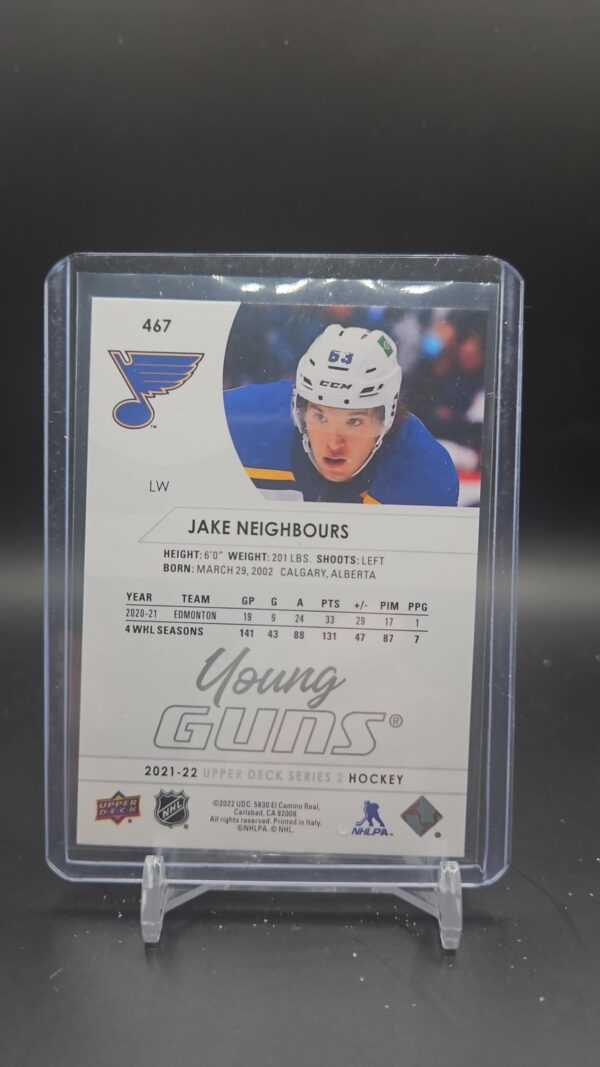 467
63
CCM
TM
LW
JAKE NEIGHBOURS
HEIGHT: 6'0" WEIGHT: 201 LBS. SHOOTS: LEFT
BORN: MARCH 29, 2002 CALGARY, ALBERTA
YEAR TEAM GP G A PTS +/- PIM PPG
2020-21 EDMONTON 19 9 24 33 29 17 1
4 WHL SEASONS 141 43 88 131 47 87 7
Young
GUNS®
2021-22 UPPER DECK SERIES 2 HOCKEY
UPPER DECK
NHL
©2022 UDC. 5830 El Camino Real,
Carlsbad, CA 92008.
All rights reserved. Printed in Italy.
©NHLPA. © NHL
NHLPA